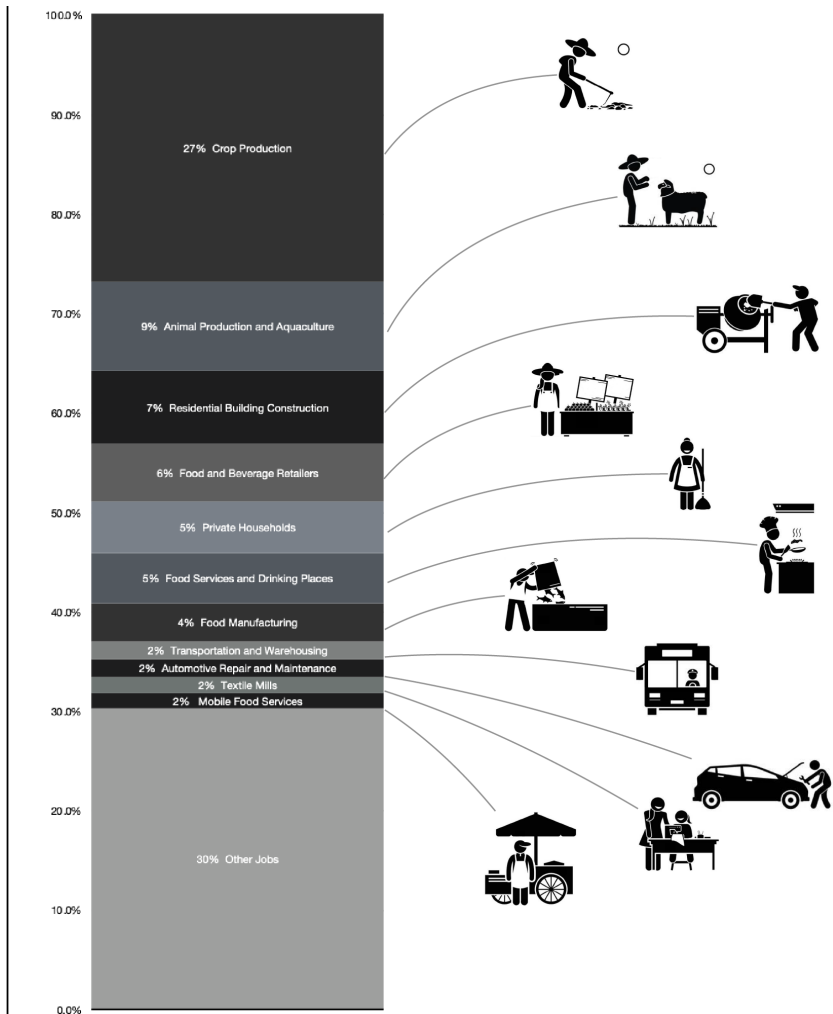 100.0%
90.0%
27% Crop Production
80.0%
70.0%
9% Animal Production and Aquaculture
60.0%
7% Residential Building Construction
6% Food and Beverage Retailers
50.0%
5% Private Households
5% Food Services and Drinking Places
40.0%
4% Food Manufacturing
2% Transportation and Warehousing
2% Automotive Repair and Maintenance
2% Textile Mills
2% Mobile Food Services
30.0%
20.0%
30% Other Jobs
10.0%
0.0%